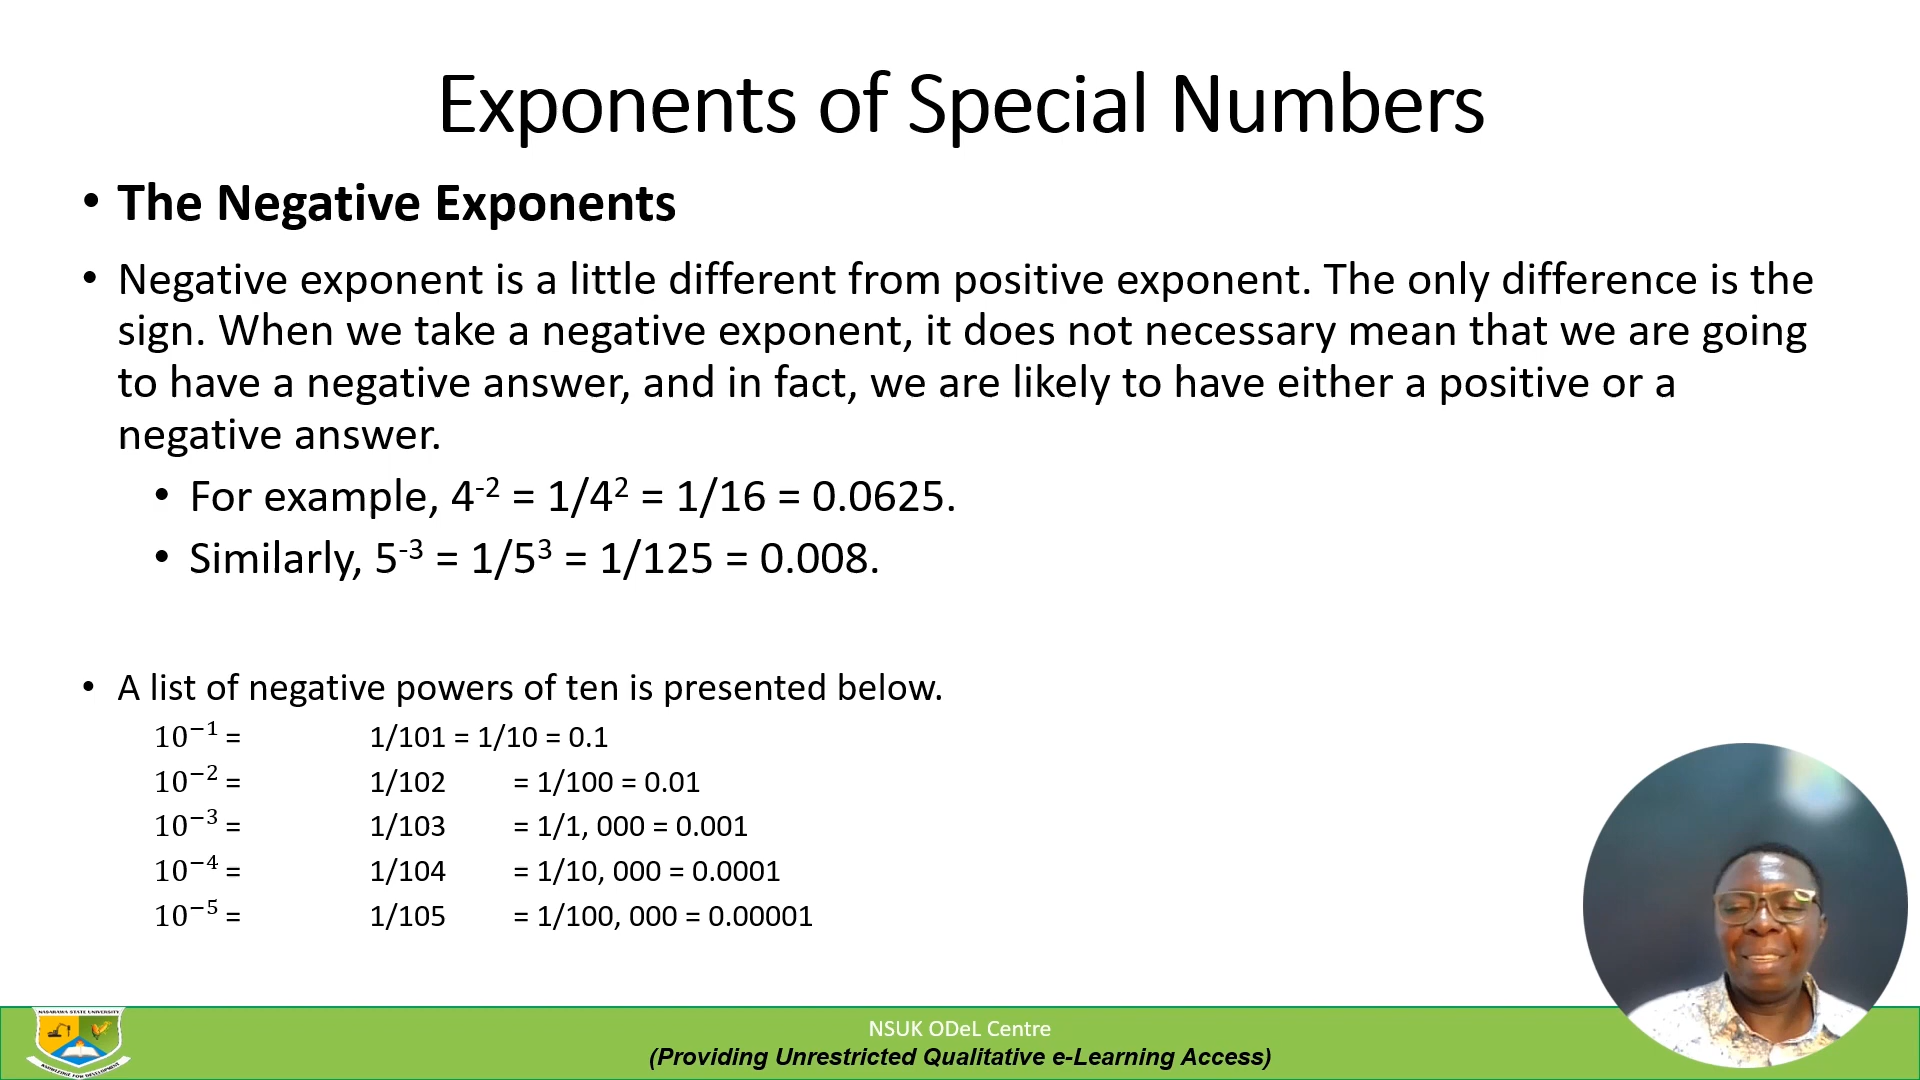 Exponents of Special Numbers
• The Negative Exponents
• Negative exponent is a little different from positive exponent. The only difference is the
sign. When we take a negative exponent, it does not necessary mean that we are going
to have a negative answer, and in fact, we are likely to have either a positive or a
negative answer.
• For example, 4⁻² = 1/4² = 1/16 = 0.0625.
• Similarly, 5⁻³ = 1/5³ = 1/125 = 0.008.
• A list of negative powers of ten is presented below.
10⁻¹ = 1/101 = 1/10 = 0.1
10⁻² = 1/102 = 1/100 = 0.01
10⁻³ = 1/103 = 1/1, 000 = 0.001
10⁻⁴ = 1/104 = 1/10, 000 = 0.0001
10⁻⁵ = 1/105 = 1/100, 000 = 0.00001
NASARAWA STATE UNIVERSITY
KNOWLEDGE FOR DEVELOPMENT
NSUK ODeL Centre
(Providing Unrestricted Qualitative e-Learning Access)